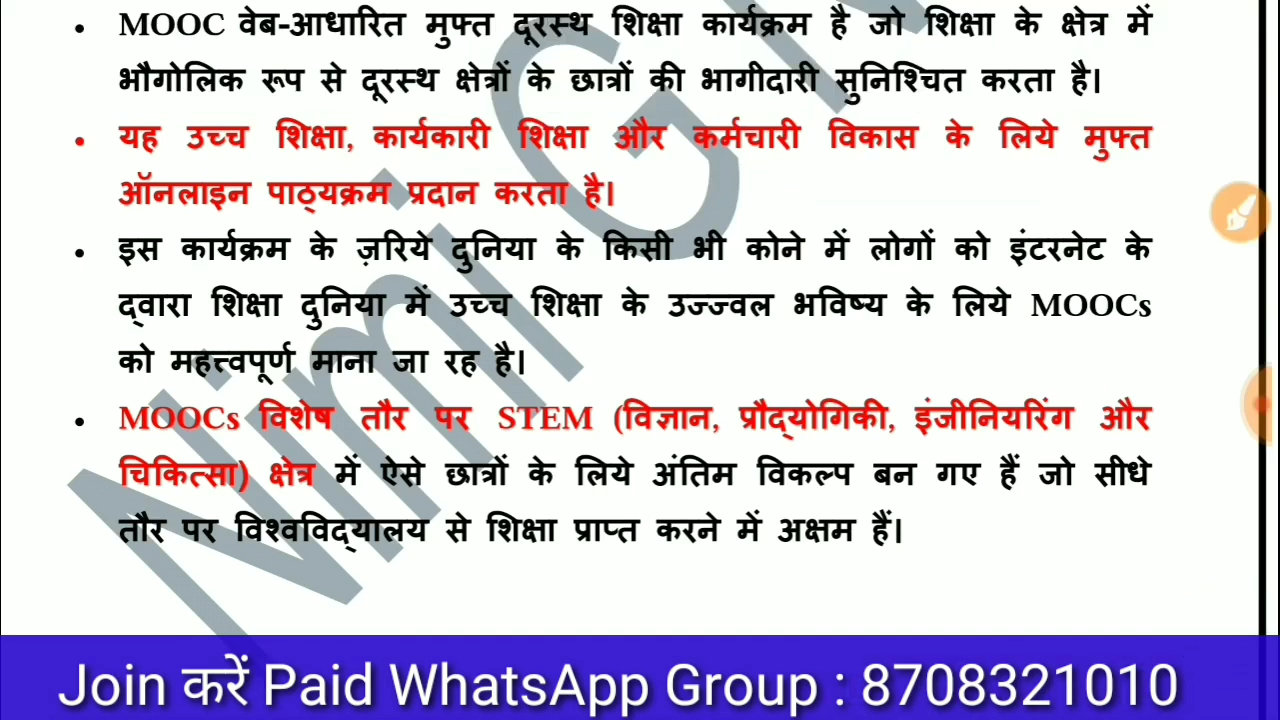 • MOOC वेब-आधारित मुफ्त दूरस्थ शिक्षा कार्यक्रम है जो शिक्षा के क्षेत्र में
भौगोलिक रूप से दूरस्थ क्षेत्रों के छात्रों की भागीदारी सुनिश्चित करता है।
• यह उच्च शिक्षा, कार्यकारी शिक्षा और कर्मचारी विकास के लिये मुफ्त
ऑनलाइन पाठ्यक्रम प्रदान करता है।
• इस कार्यक्रम के ज़रिये दुनिया के किसी भी कोने में लोगों को इंटरनेट के
द्वारा शिक्षा दुनिया में उच्च शिक्षा के उज्ज्वल भविष्य के लिये MOOCs
को महत्त्वपूर्ण माना जा रह है।
• MOOCs विशेष तौर पर STEM (विज्ञान, प्रौद्योगिकी, इंजीनियरिंग और
चिकित्सा) क्षेत्र में ऐसे छात्रों के लिये अंतिम विकल्प बन गए हैं जो सीधे
तौर पर विश्वविद्यालय से शिक्षा प्राप्त करने में अक्षम हैं।
Nimi G
Join करें Paid WhatsApp Group : 8708321010